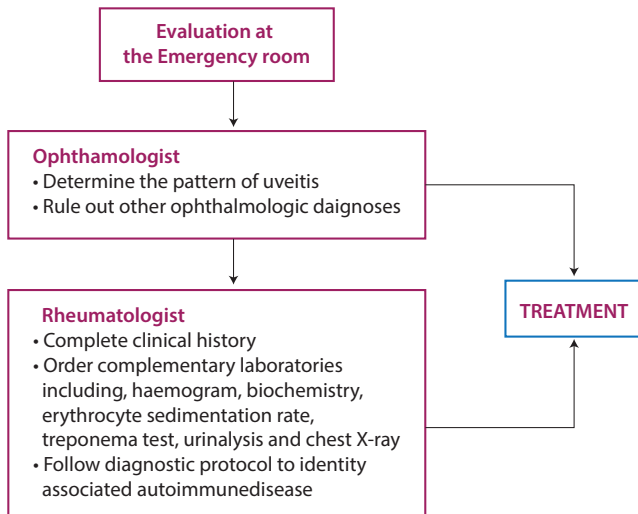 Evaluation at
the Emergency room
Ophthamologist
• Determine the pattern of uveitis
• Rule out other ophthalmologic daignoses
Rheumatologist
• Complete clinical history
• Order complementary laboratories
including, haemogram, biochemistry,
erythrocyte sedimentation rate,
treponema test, urinalysis and chest X-ray
• Follow diagnostic protocol to identity
associated autoimmunedisease
TREATMENT